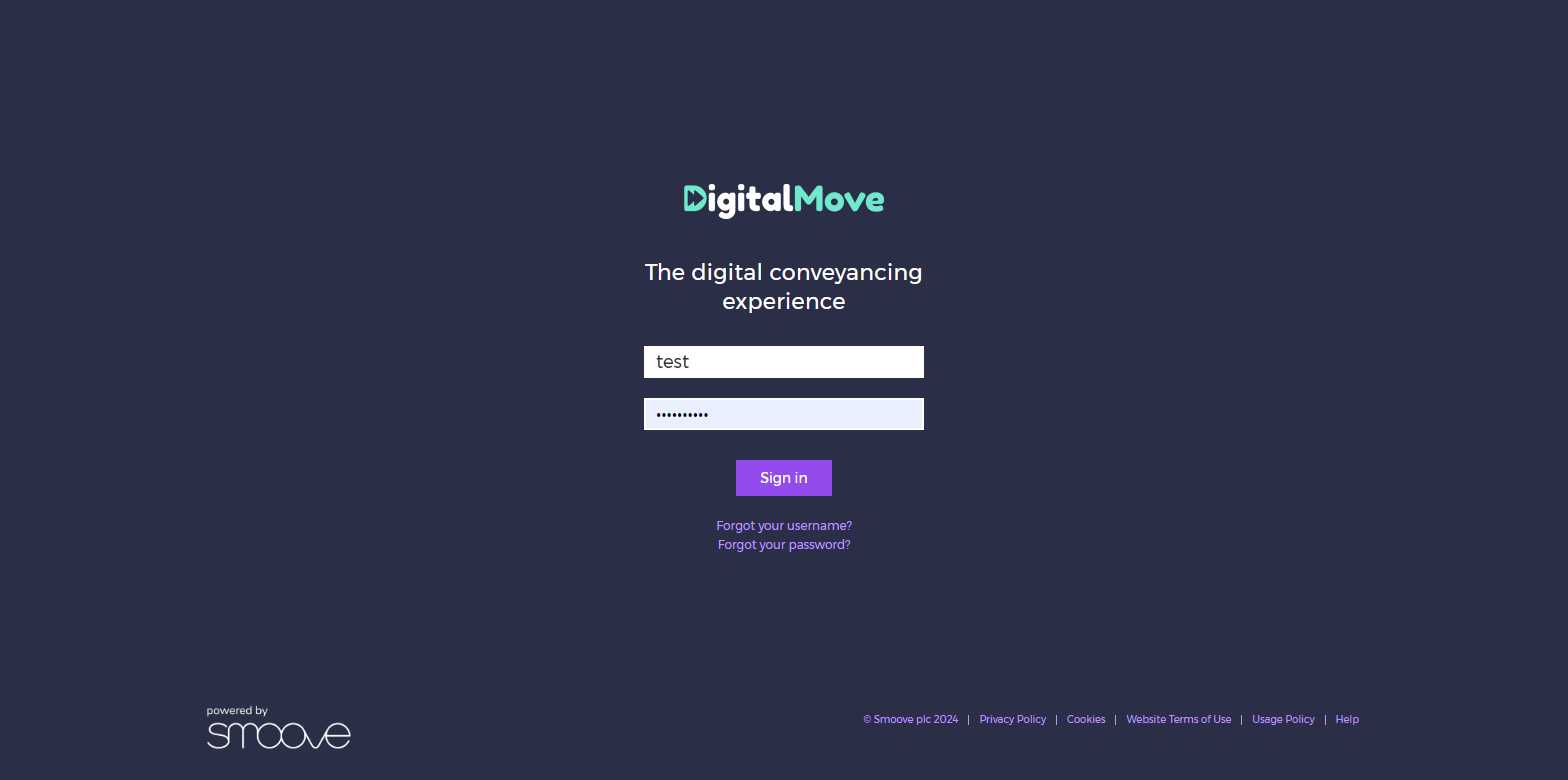 DigitalMove
The digital conveyancing
experience
test
••••••••••
Sign in
Forgot your username?
Forgot your password?
powered by
smoove
© Smoove plc 2024 | Privacy Policy | Cookies | Website Terms of Use | Usage Policy | Help